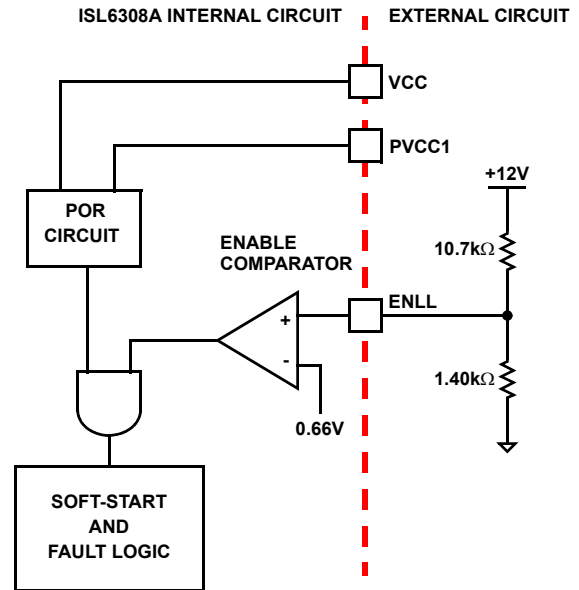 ISL6308A INTERNAL CIRCUIT
EXTERNAL CIRCUIT
VCC
PVCC1
+12V
POR
CIRCUIT
10.7kΩ
ENABLE
COMPARATOR
ENLL
+
-
1.40kΩ
0.66V
SOFT-START
AND
FAULT LOGIC